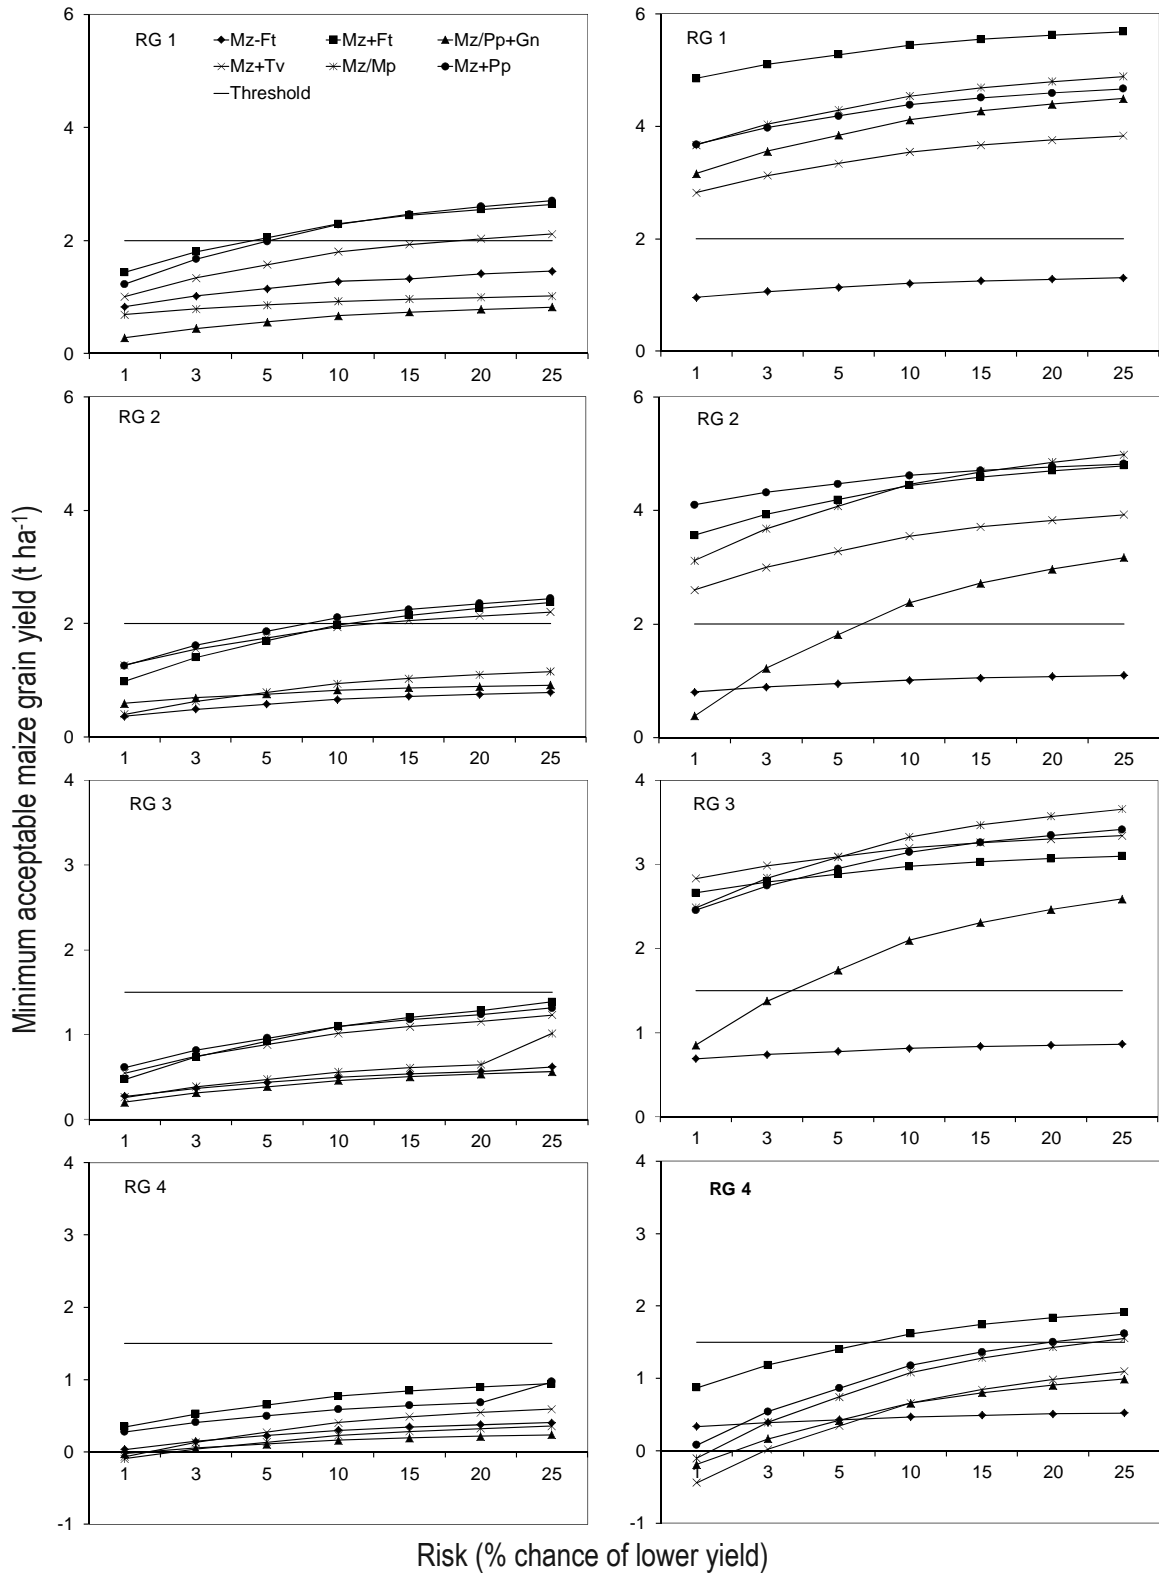 Minimum acceptable maize grain yield (t ha-1)
RG 1
Mz-Ft Mz+Ft Mz/Pp+Gn
Mz+Tv Mz/Mp Mz+Pp
Threshold
6
4
2
0
1 3 5 10 15 20 25
RG 1
6
4
2
0
1 3 5 10 15 20 25
RG 2
6
4
2
0
1 3 5 10 15 20 25
RG 2
6
4
2
0
1 3 5 10 15 20 25
RG 3
4
3
2
1
0
1 3 5 10 15 20 25
RG 3
4
3
2
1
0
1 3 5 10 15 20 25
RG 4
4
3
2
1
0
-1
1 3 5 10 15 20 25
RG 4
4
3
2
1
0
-1
1 3 5 10 15 20 25
Risk (% chance of lower yield)